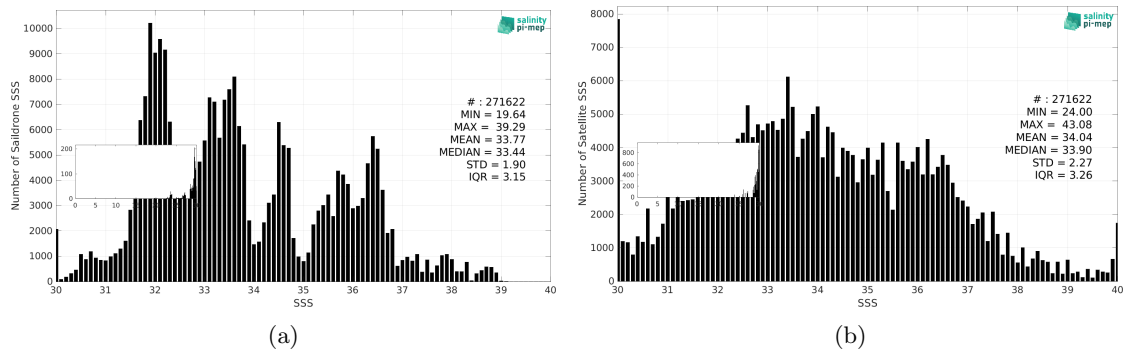 salinity
pi-mep
Number of Saildrone SSS
10000
9000
8000
7000
6000
5000
4000
3000
2000
1000
0
# : 271622
MIN = 19.64
MAX = 39.29
MEAN = 33.77
MEDIAN = 33.44
STD = 1.90
IQR = 3.15
200
100
0
0 5 10
30 31 32 33 34 35 36 37 38 39 40
SSS
(a)
salinity
pi-mep
Number of Satellite SSS
8000
7000
6000
5000
4000
3000
2000
1000
0
# : 271622
MIN = 24.00
MAX = 43.08
MEAN = 34.04
MEDIAN = 33.90
STD = 2.27
IQR = 3.26
800
600
400
200
0
0 5 10
30 31 32 33 34 35 36 37 38 39 40
SSS
(b)